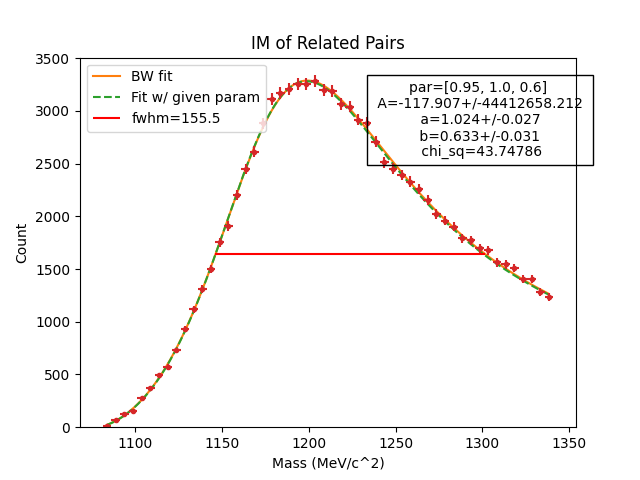 IM of Related Pairs
BW fit
Fit w/ given param
fwhm=155.5
par=[0.95, 1.0, 0.6]
A=-117.907+/-44412658.212
a=1.024+/-0.027
b=0.633+/-0.031
chi_sq=43.74786
Count
3500
3000
2500
2000
1500
1000
500
0
1100 1150 1200 1250 1300 1350
Mass (MeV/c^2)